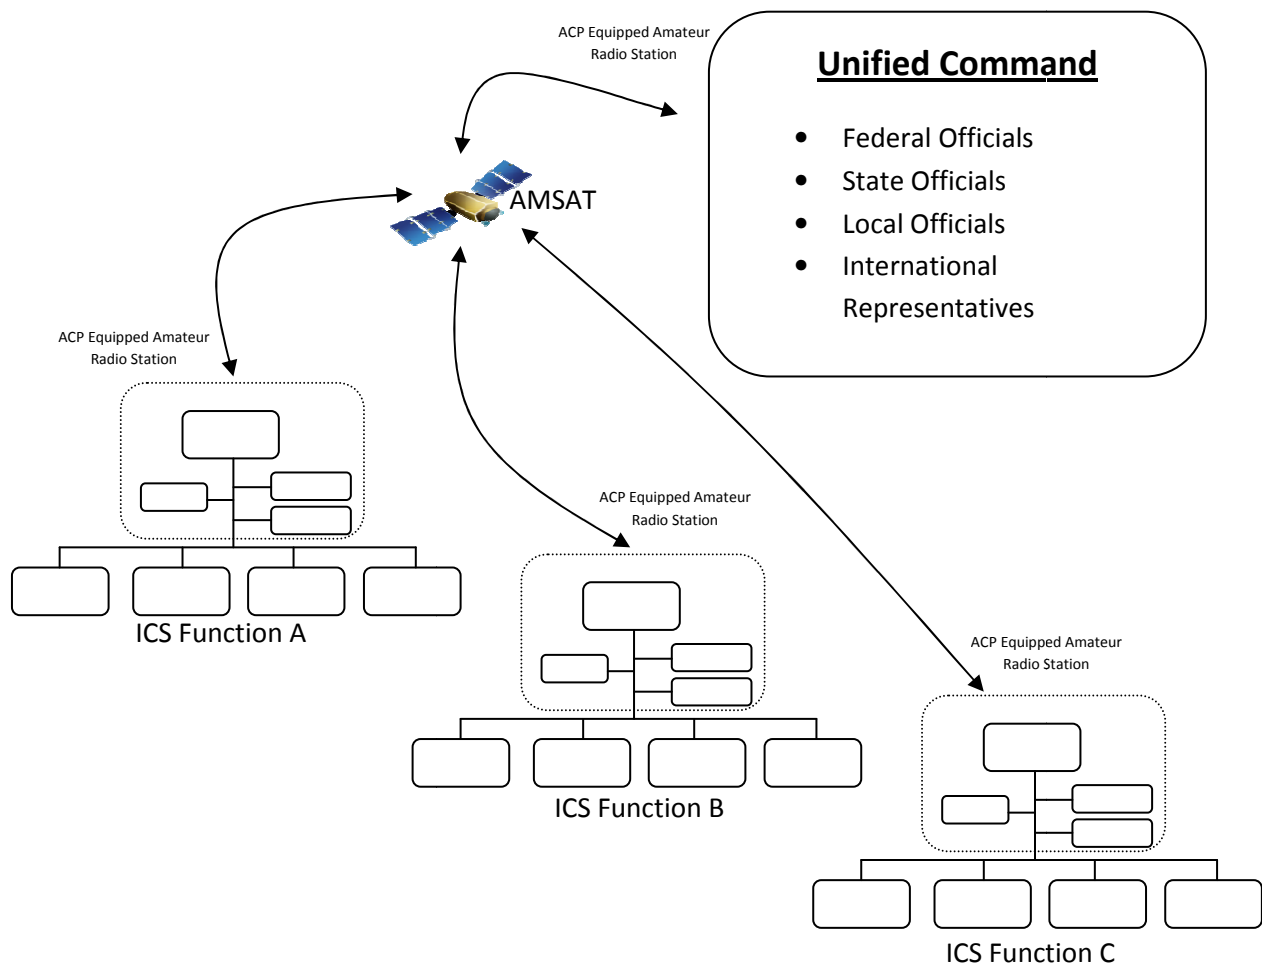 ACP Equipped Amateur
Radio Station
Unified Command
• Federal Officials
• State Officials
• Local Officials
• International
Representatives
AMSAT
ACP Equipped Amateur
Radio Station
ICS Function A
ACP Equipped Amateur
Radio Station
ICS Function B
ACP Equipped Amateur
Radio Station
ICS Function C